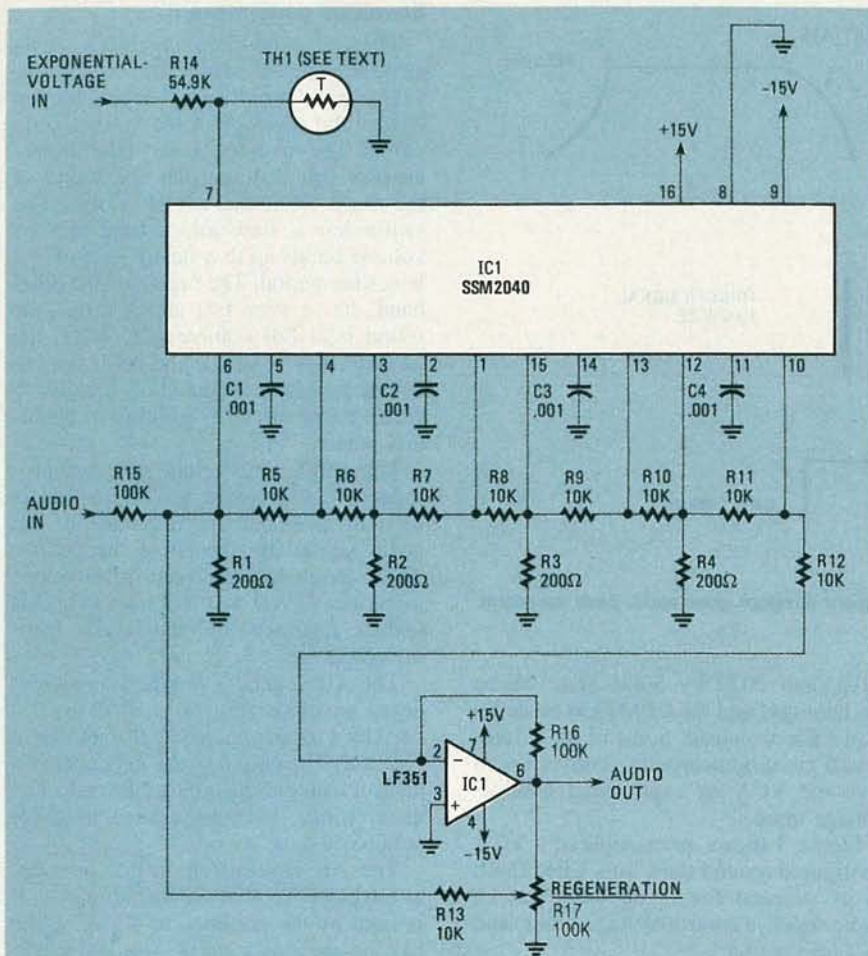 EXPONENTIAL-
VOLTAGE
IN
R14
54.9K
TH1 (SEE TEXT)
T
+15V
-15V
7
16
8
9
IC1
SSM2040
6
5
4
3
2
1
15
14
13
12
11
10
C1
.001
C2
.001
C3
.001
C4
.001
AUDIO
IN
R15
100K
R5
10K
R6
10K
R7
10K
R8
10K
R9
10K
R10
10K
R11
10K
R1
200Ω
R2
200Ω
R3
200Ω
R4
200Ω
R12
10K
LF351
2
3
+15V
7
IC1
6
4
-15V
R16
100K
AUDIO
OUT
R13
10K
REGENERATION
R17
100K